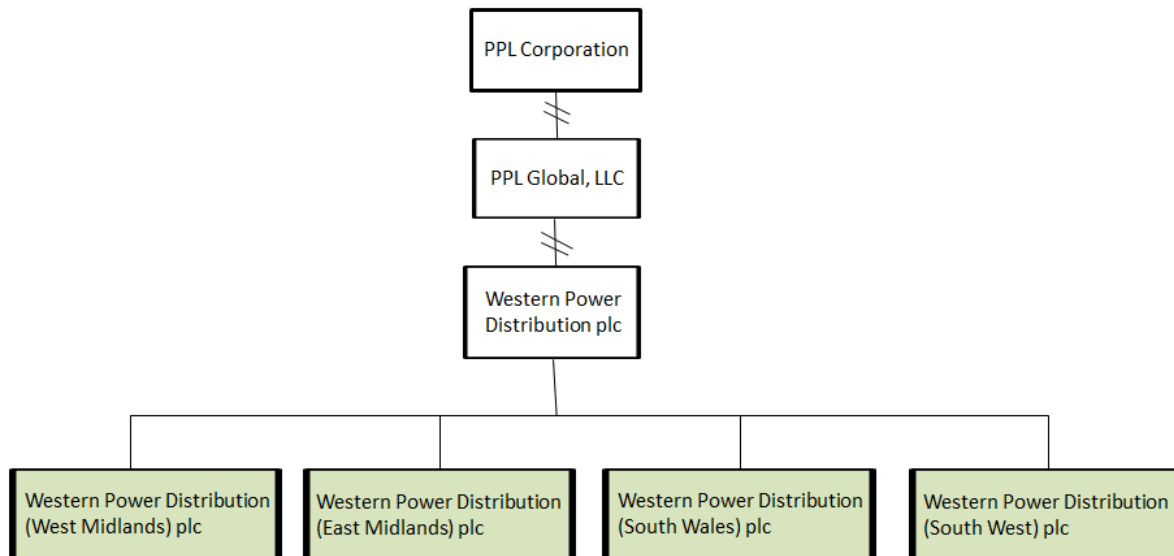 PPL Corporation
PPL Global, LLC
Western Power
Distribution plc
Western Power Distribution
(West Midlands) plc
Western Power Distribution
(East Midlands) plc
Western Power Distribution
(South Wales) plc
Western Power Distribution
(South West) plc